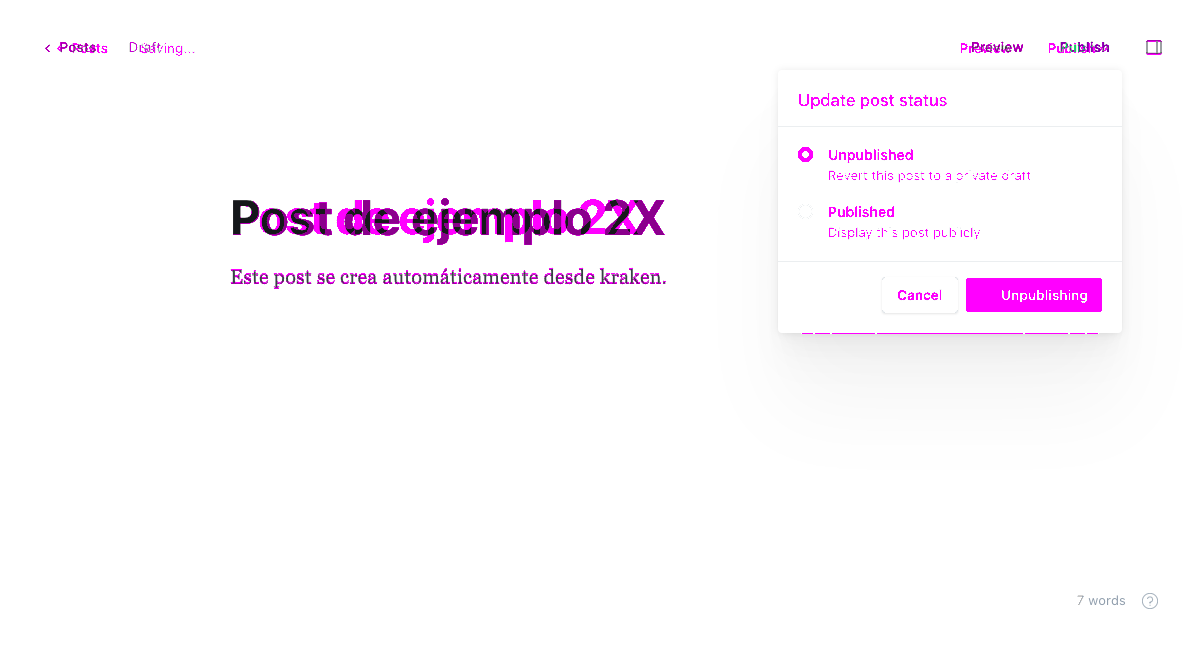 Posts Draft Saving... Preview Publish
Update post status
Unpublished
Revert this post to a private draft
Published
Display this post publicly
Post de ejemplo 2X
Este post se crea automáticamente desde kraken.
Cancel Unpublishing
7 words